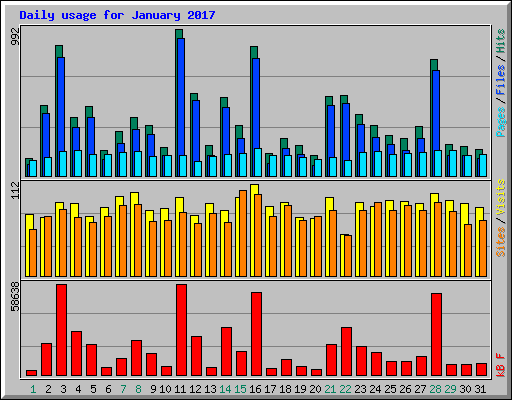 Daily usage for January 2017
992
Pages / Files / Hits
112
Sites / Visits
58638
kB F
1 2 3 4 5 6 7 8 9 10 11 12 13 14 15 16 17 18 19 20 21 22 23 24 25 26 27 28 29 30 31